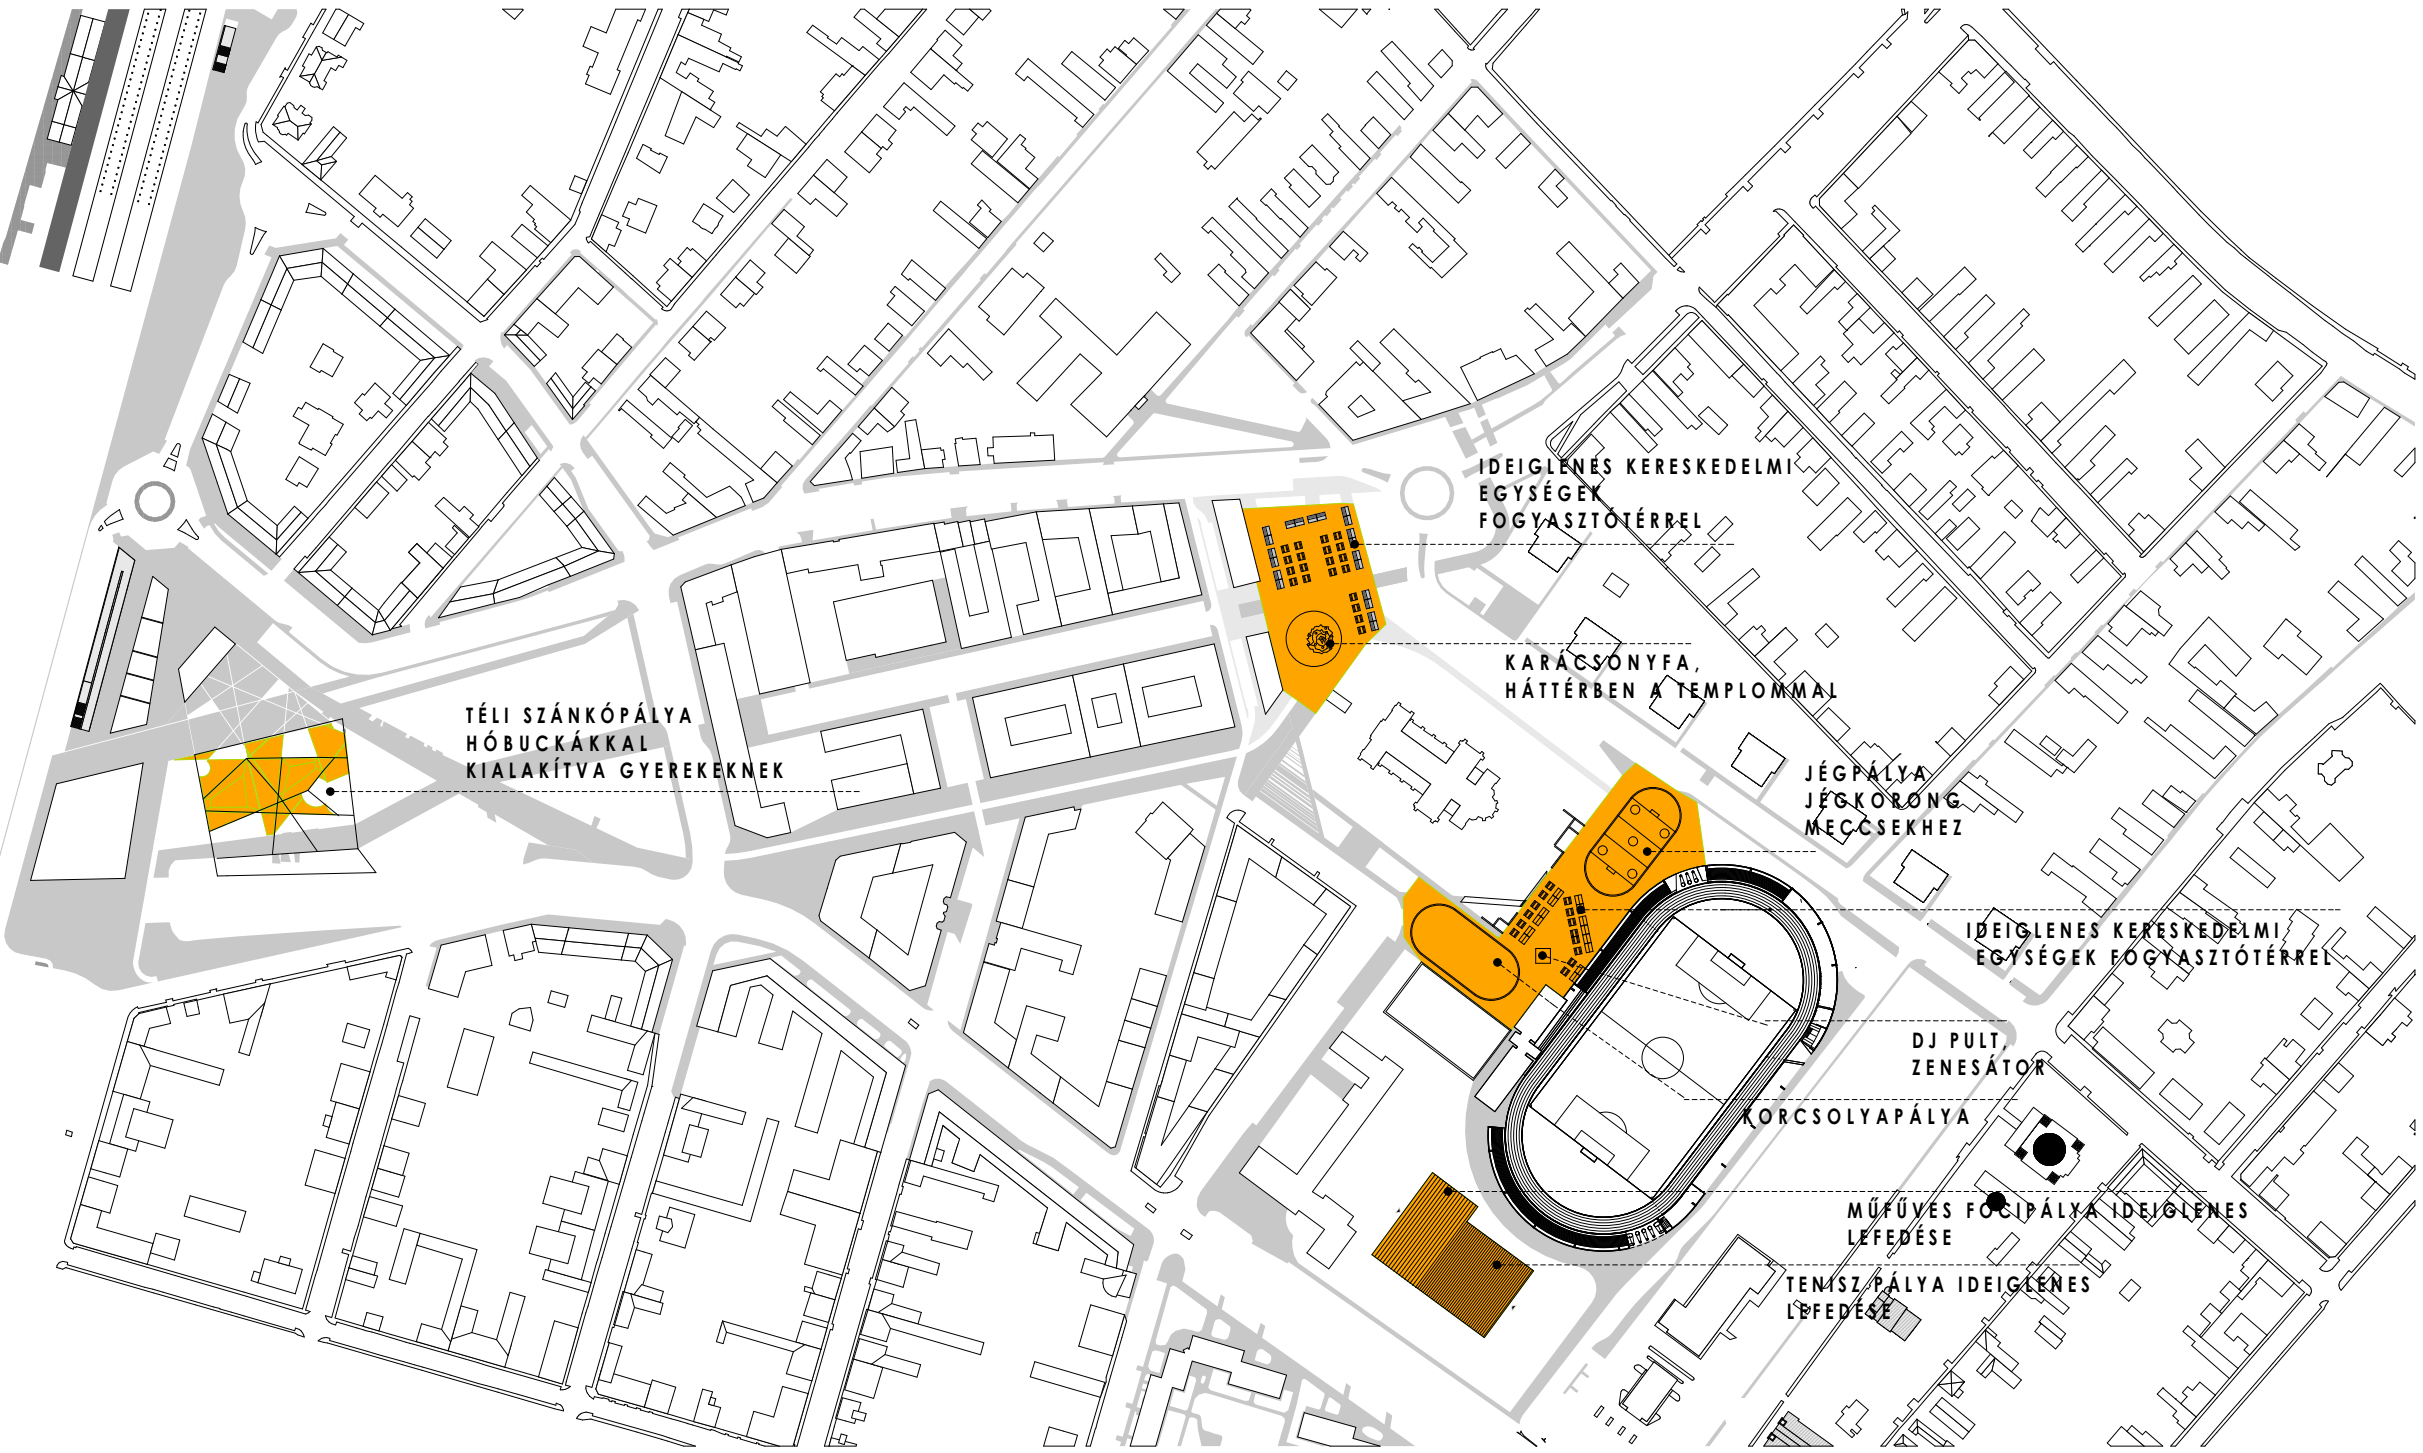 IDEIGLENES KERESKEDELMI
EGYSÉGEK
FOGYASZTÓTÉRREL
KARÁCSONYFA,
HÁTTÉRBEN A TEMPLOMMAL
TÉLI SZÁNKÓPÁLYA
HÓBUCKÁKKAL
KIALAKÍTVA GYEREKEKNEK
JÉGPÁLYA
JÉGKORONG
MECCSEKHEZ
IDEIGLENES KERESKEDELMI
EGYSÉGEK FOGYASZTÓTÉRREL
DJ PULT,
ZENESÁTOR
KORCSOLYAPÁLYA
MŰFŰVES FOCIPÁLYA IDEIGLENES
LEFEDÉSE
TENISZ PÁLYA IDEIGLENES
LEFEDÉSE